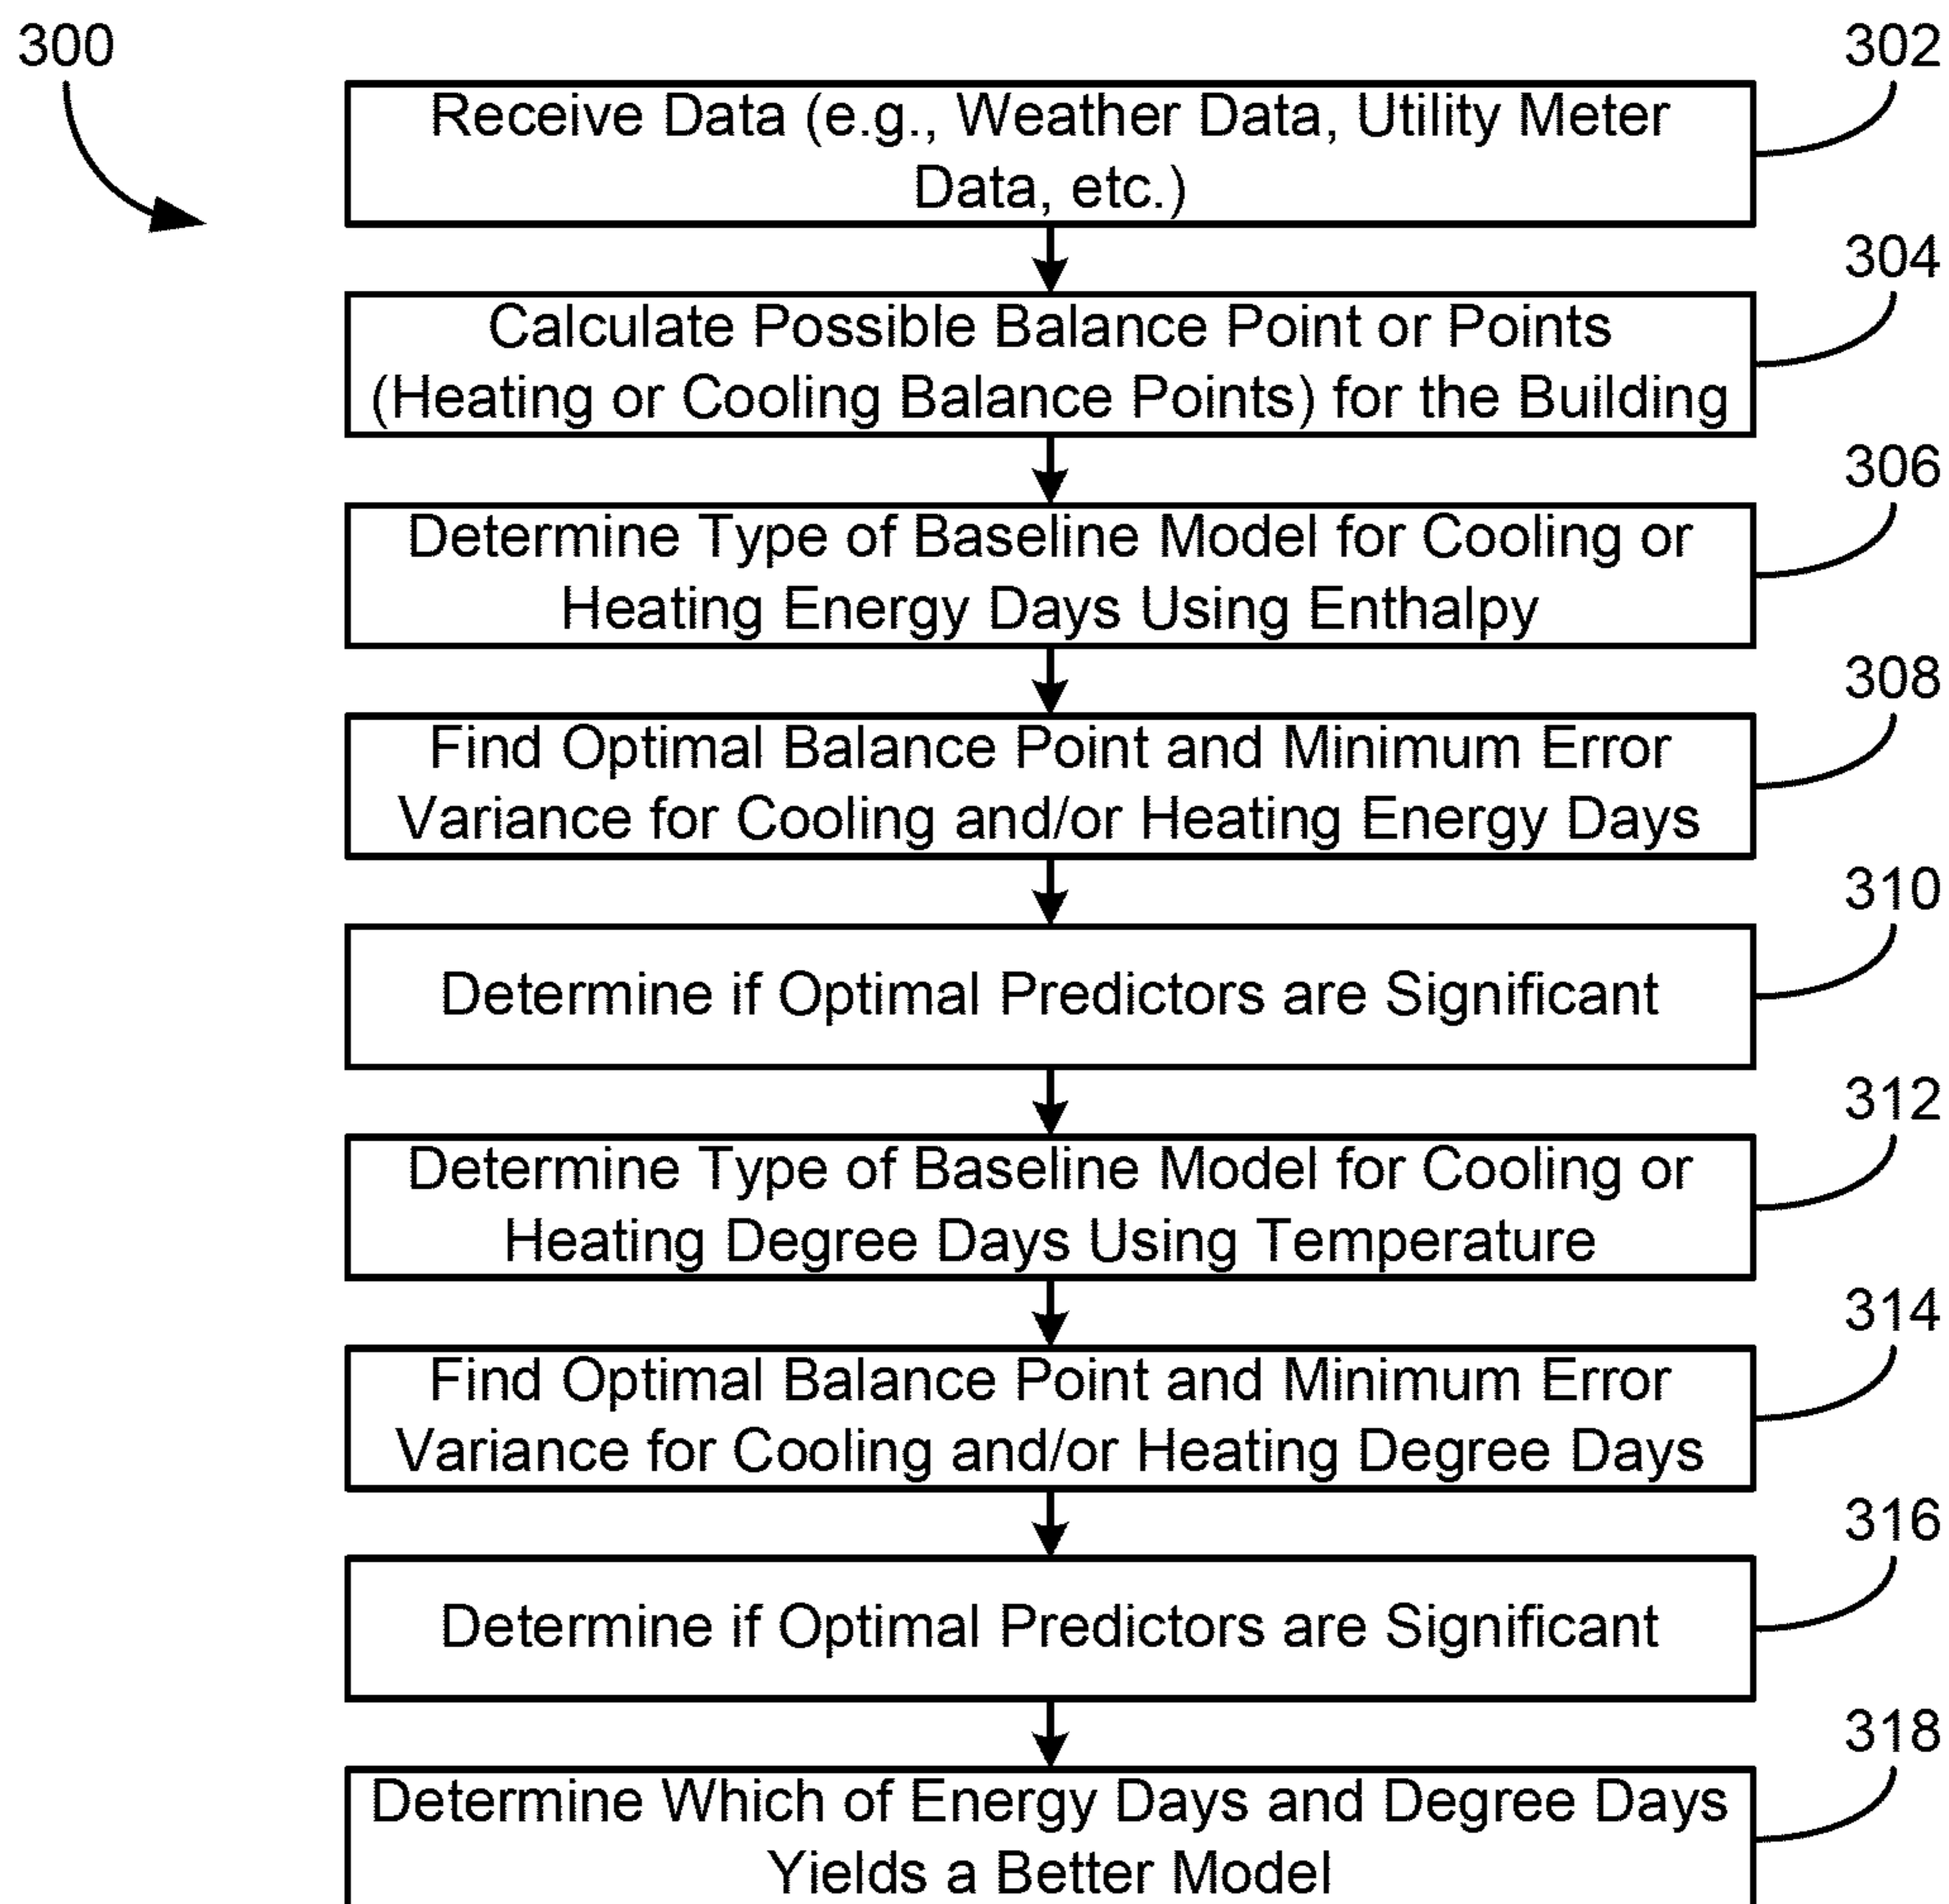 300
302
Receive Data (e.g., Weather Data, Utility Meter
Data, etc.)
304
Calculate Possible Balance Point or Points
(Heating or Cooling Balance Points) for the Building
306
Determine Type of Baseline Model for Cooling or
Heating Energy Days Using Enthalpy
308
Find Optimal Balance Point and Minimum Error
Variance for Cooling and/or Heating Energy Days
310
Determine if Optimal Predictors are Significant
312
Determine Type of Baseline Model for Cooling or
Heating Degree Days Using Temperature
314
Find Optimal Balance Point and Minimum Error
Variance for Cooling and/or Heating Degree Days
316
Determine if Optimal Predictors are Significant
318
Determine Which of Energy Days and Degree Days
Yields a Better Model